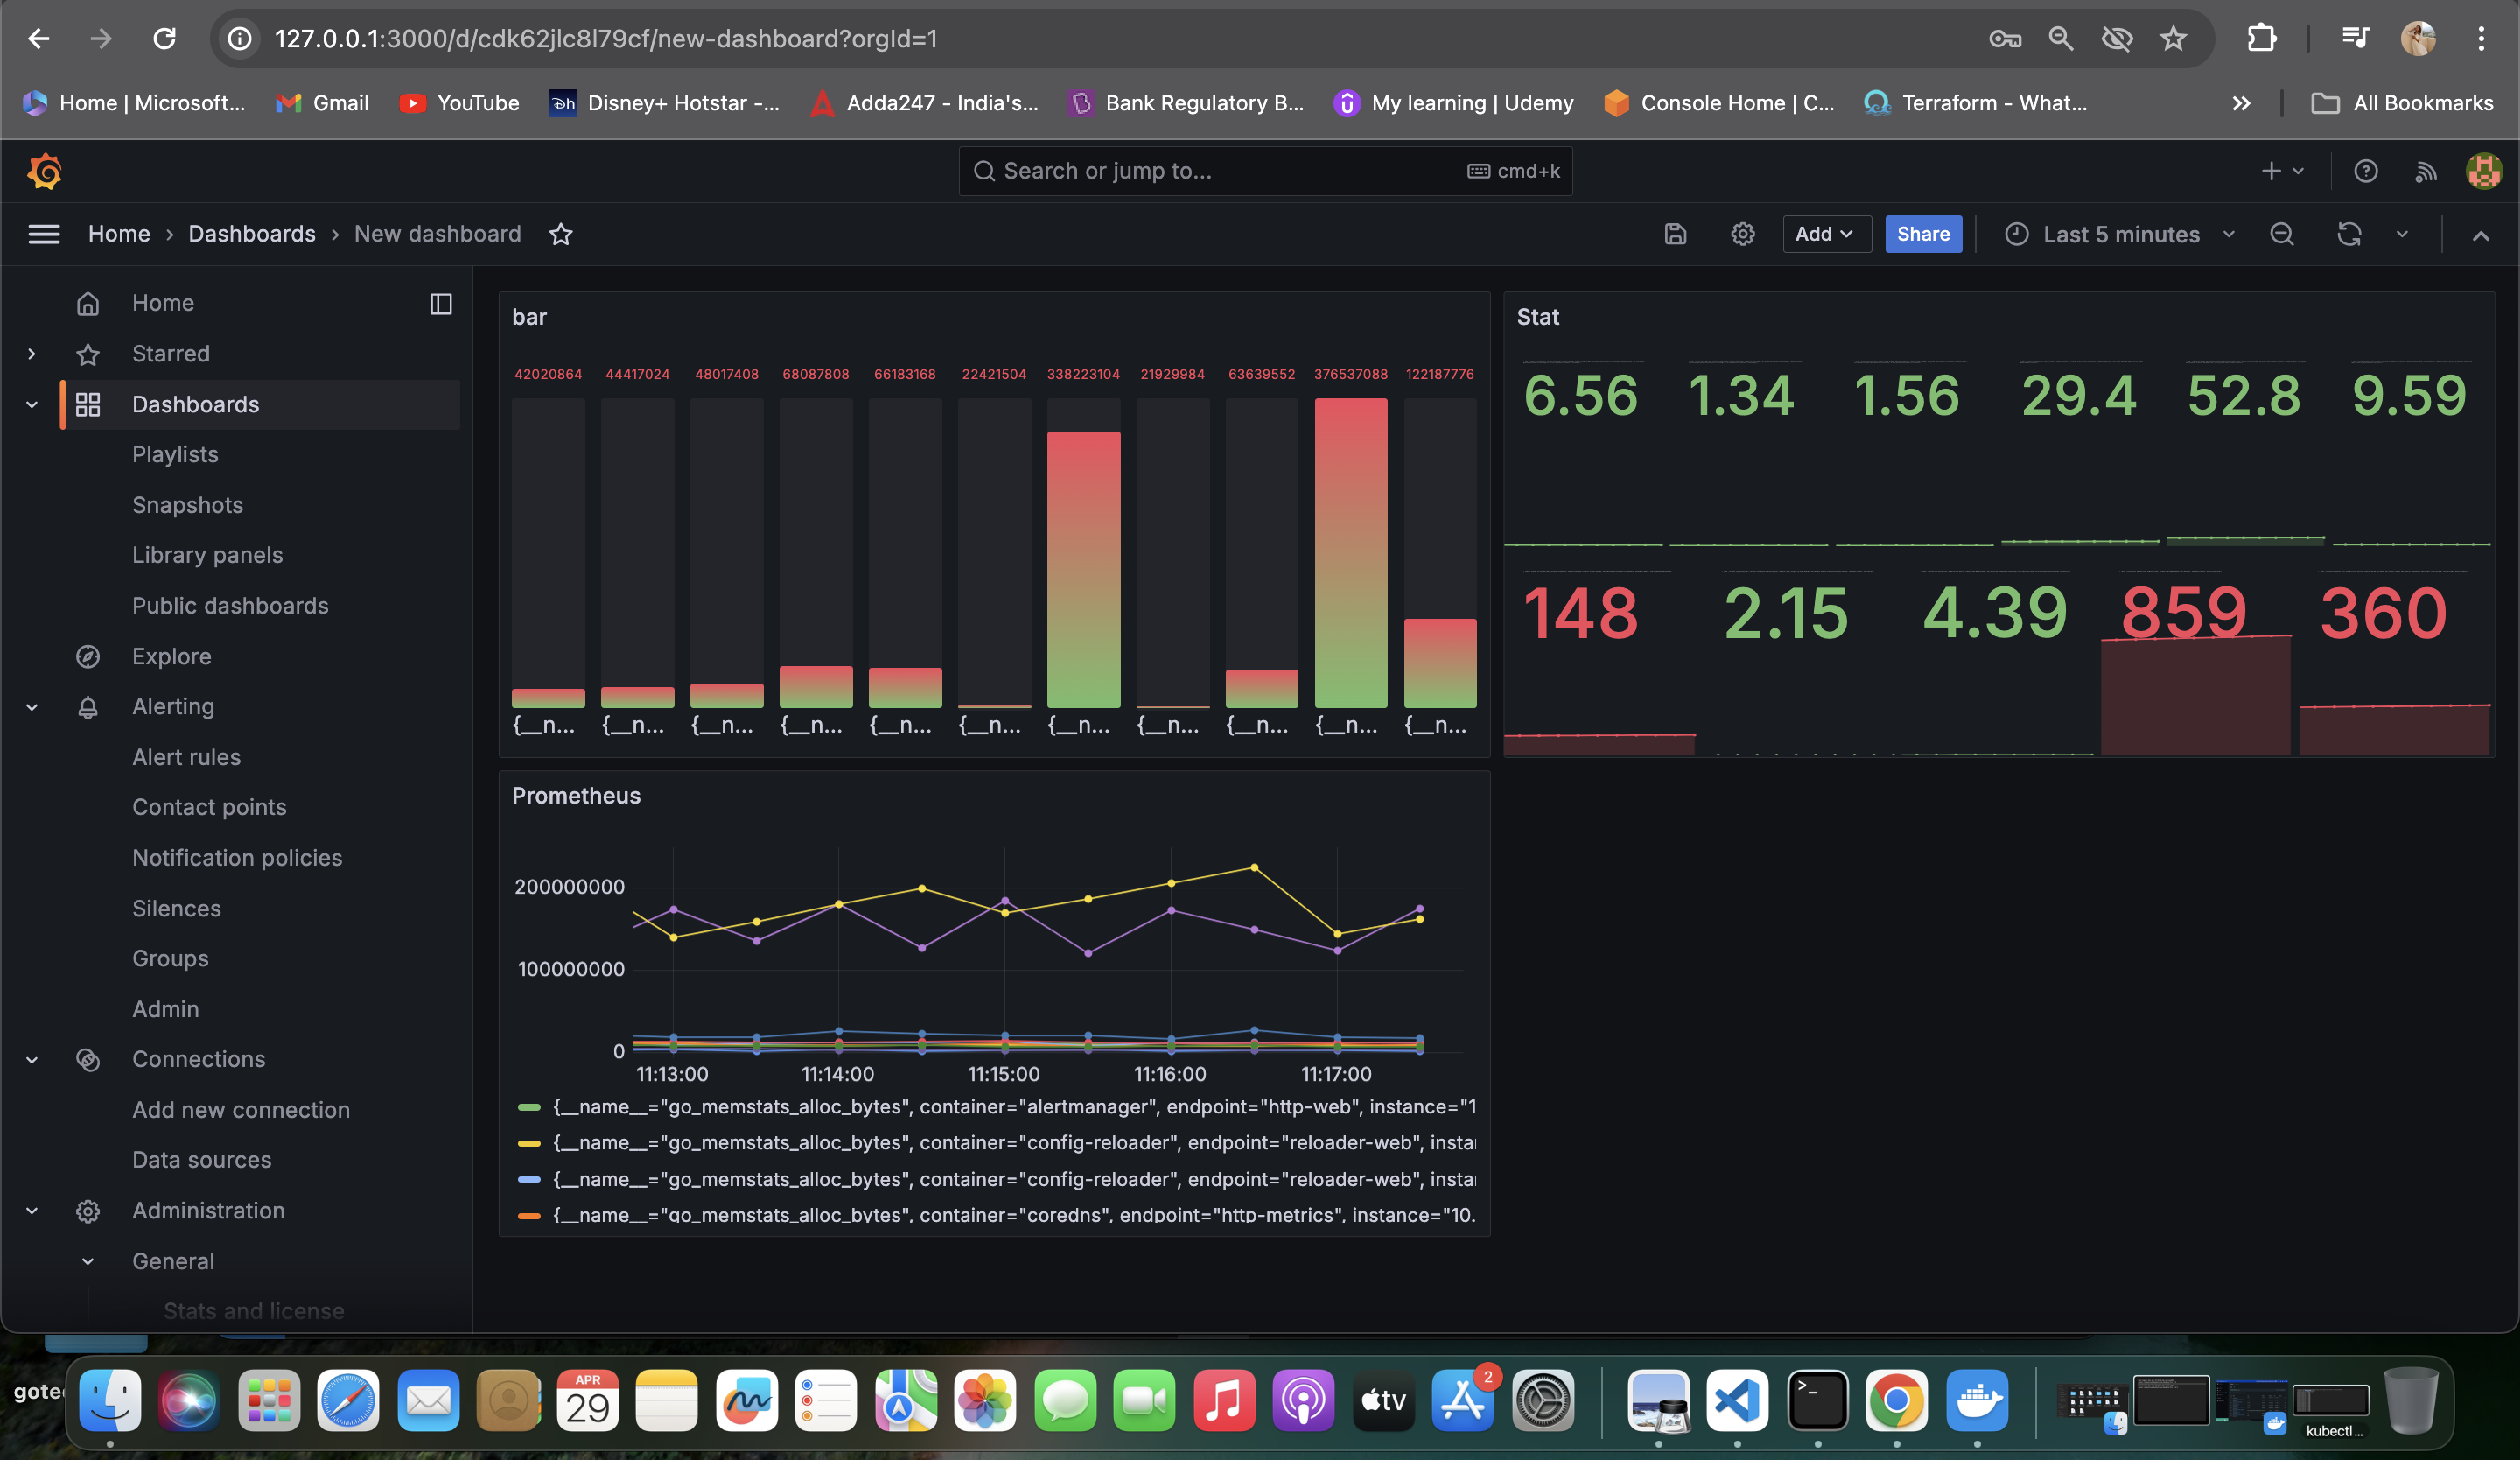 127.0.0.1:3000/d/cdk62jlc8l79cf/new-dashboard?orgId=1
Home | Microsoft... Gmail YouTube Disney+ Hotstar -... Adda247 - India's... Bank Regulatory B... My learning | Udemy Console Home | C... Terraform - What... All Bookmarks
Search or jump to... cmd+k
Home > Dashboards > New dashboard
Add Share Last 5 minutes
Home
Starred
Dashboards
Playlists
Snapshots
Library panels
Public dashboards
Explore
Alerting
Alert rules
Contact points
Notification policies
Silences
Groups
Admin
Connections
Add new connection
Data sources
Administration
General
Stats and license
bar
42020864 44417024 48017408 68087808 66183168 22421504 338223104 21929984 63639552 376537088 122187776
{__n... {__n... {__n... {__n... {__n... {__n... {__n... {__n... {__n... {__n... {__n...
Stat
6.56 1.34 1.56 29.4 52.8 9.59
148 2.15 4.39 859 360
Prometheus
200000000
100000000
0
11:13:00 11:14:00 11:15:00 11:16:00 11:17:00
{__name__="go_memstats_alloc_bytes", container="alertmanager", endpoint="http-web", instance="1
{__name__="go_memstats_alloc_bytes", container="config-reloader", endpoint="reloader-web", insta
{__name__="go_memstats_alloc_bytes", container="config-reloader", endpoint="reloader-web", insta
{__name__="go_memstats_alloc_bytes", container="coredns", endpoint="http-metrics", instance="10.
gote
APR
29
tv
2
kubectl...